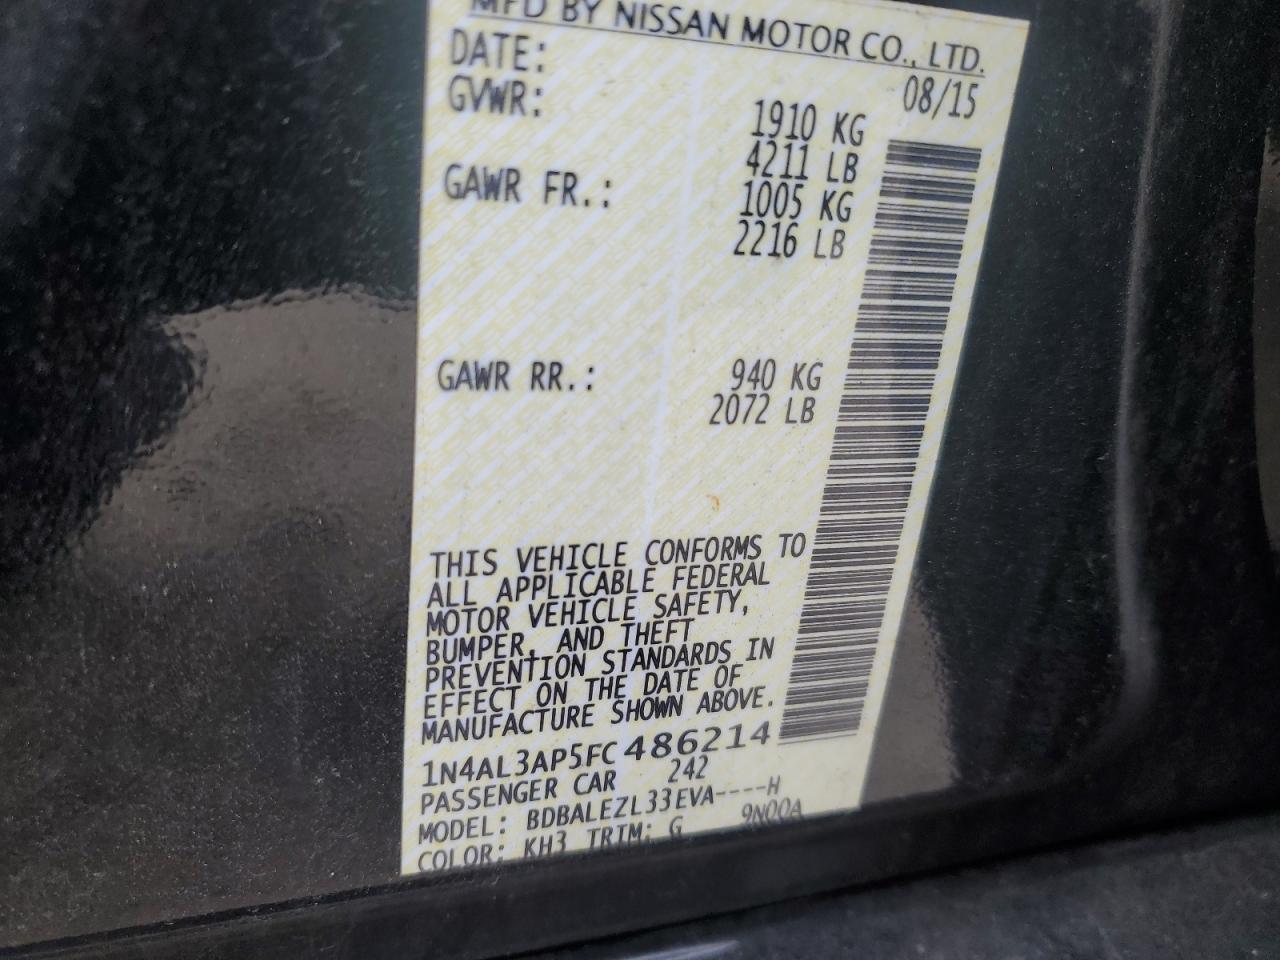 MFD BY NISSAN MOTOR CO., LTD.
DATE: 08/15
GVWR: 1910 KG
4211 LB
GAWR FR.: 1005 KG
2216 LB
GAWR RR.: 940 KG
2072 LB
THIS VEHICLE CONFORMS TO
ALL APPLICABLE FEDERAL
MOTOR VEHICLE SAFETY,
BUMPER, AND THEFT
PREVENTION STANDARDS IN
EFFECT ON THE DATE OF
MANUFACTURE SHOWN ABOVE.
1N4AL3AP5FC486214
PASSENGER CAR 242
MODEL: BDBALEZL33EVA----H
COLOR: KH3 TRIM: G 9N00A